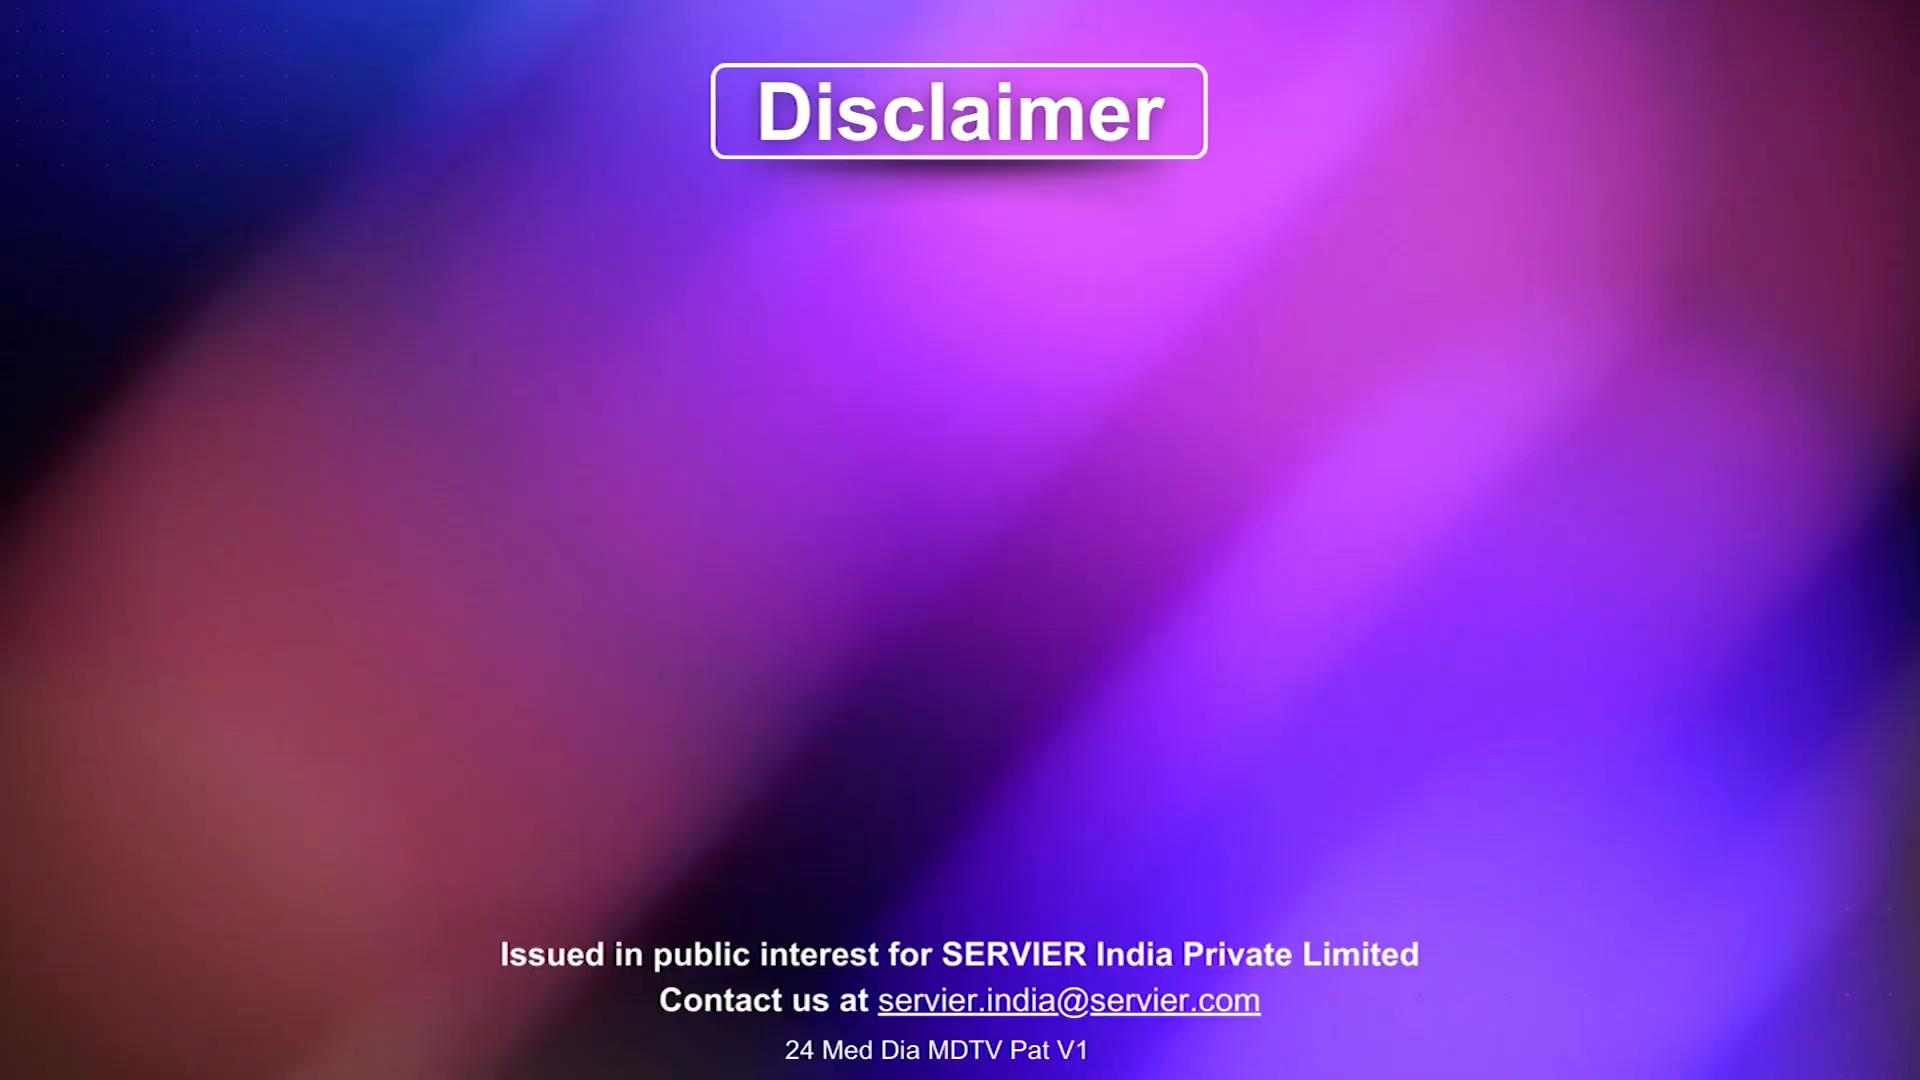 Disclaimer
Issued in public interest for SERVIER India Private Limited
Contact us at servier.india@servier.com
24 Med Dia MDTV Pat V1